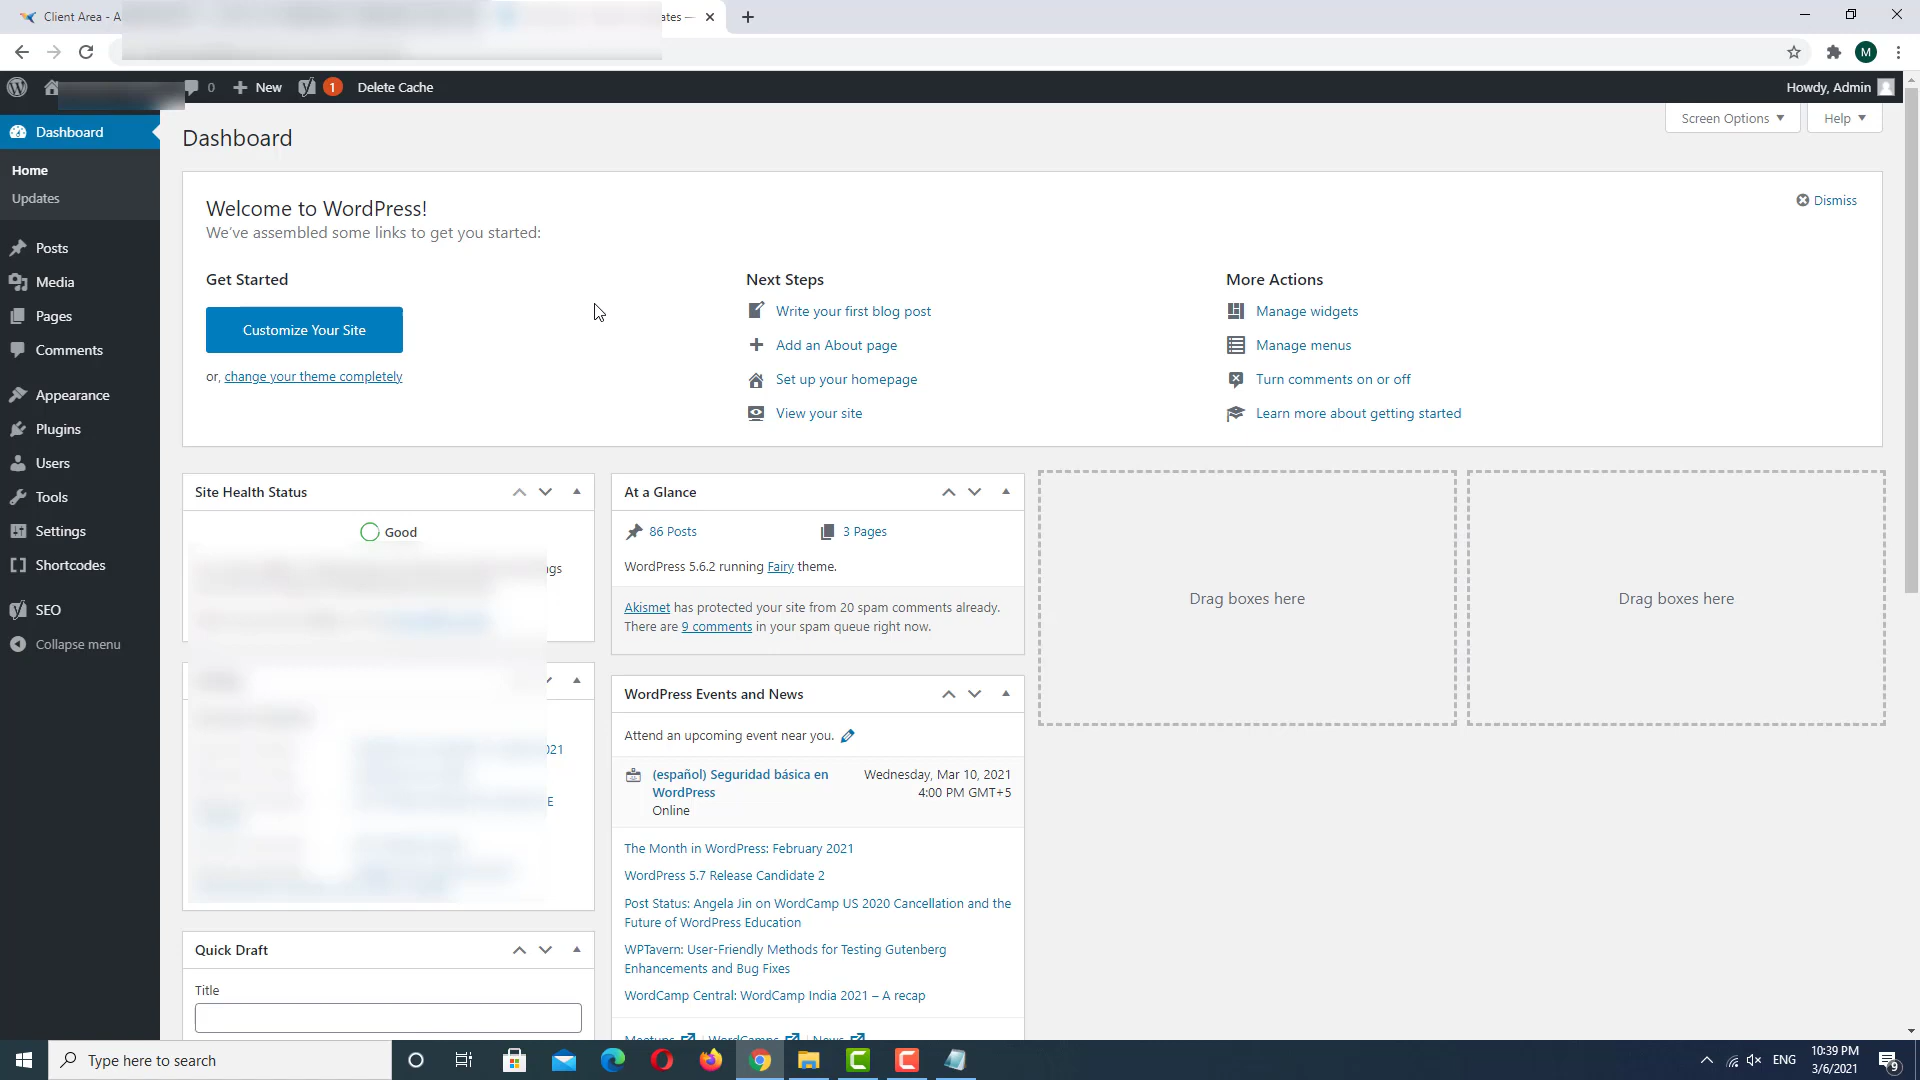 Client Area - A
ates —
M
0
New
1
Delete Cache
Howdy, Admin
Dashboard
Home
Updates
Posts
Media
Pages
Comments
Appearance
Plugins
Users
Tools
Settings
Shortcodes
SEO
Collapse menu
Dashboard
Screen Options
Help
Welcome to WordPress!
We've assembled some links to get you started:
Dismiss
Get Started
Customize Your Site
or, change your theme completely
Next Steps
Write your first blog post
Add an About page
Set up your homepage
View your site
More Actions
Manage widgets
Manage menus
Turn comments on or off
Learn more about getting started
Site Health Status
Good
ngs
021
E
Quick Draft
Title
At a Glance
86 Posts
3 Pages
WordPress 5.6.2 running Fairy theme.
Akismet has protected your site from 20 spam comments already.
There are 9 comments in your spam queue right now.
WordPress Events and News
Attend an upcoming event near you.
(español) Seguridad básica en
WordPress
Online
Wednesday, Mar 10, 2021
4:00 PM GMT+5
The Month in WordPress: February 2021
WordPress 5.7 Release Candidate 2
Post Status: Angela Jin on WordCamp US 2020 Cancellation and the
Future of WordPress Education
WPTavern: User-Friendly Methods for Testing Gutenberg
Enhancements and Bug Fixes
WordCamp Central: WordCamp India 2021 – A recap
Meetups WordCamps News
Drag boxes here
Drag boxes here
Type here to search
ENG
10:39 PM
3/6/2021
9